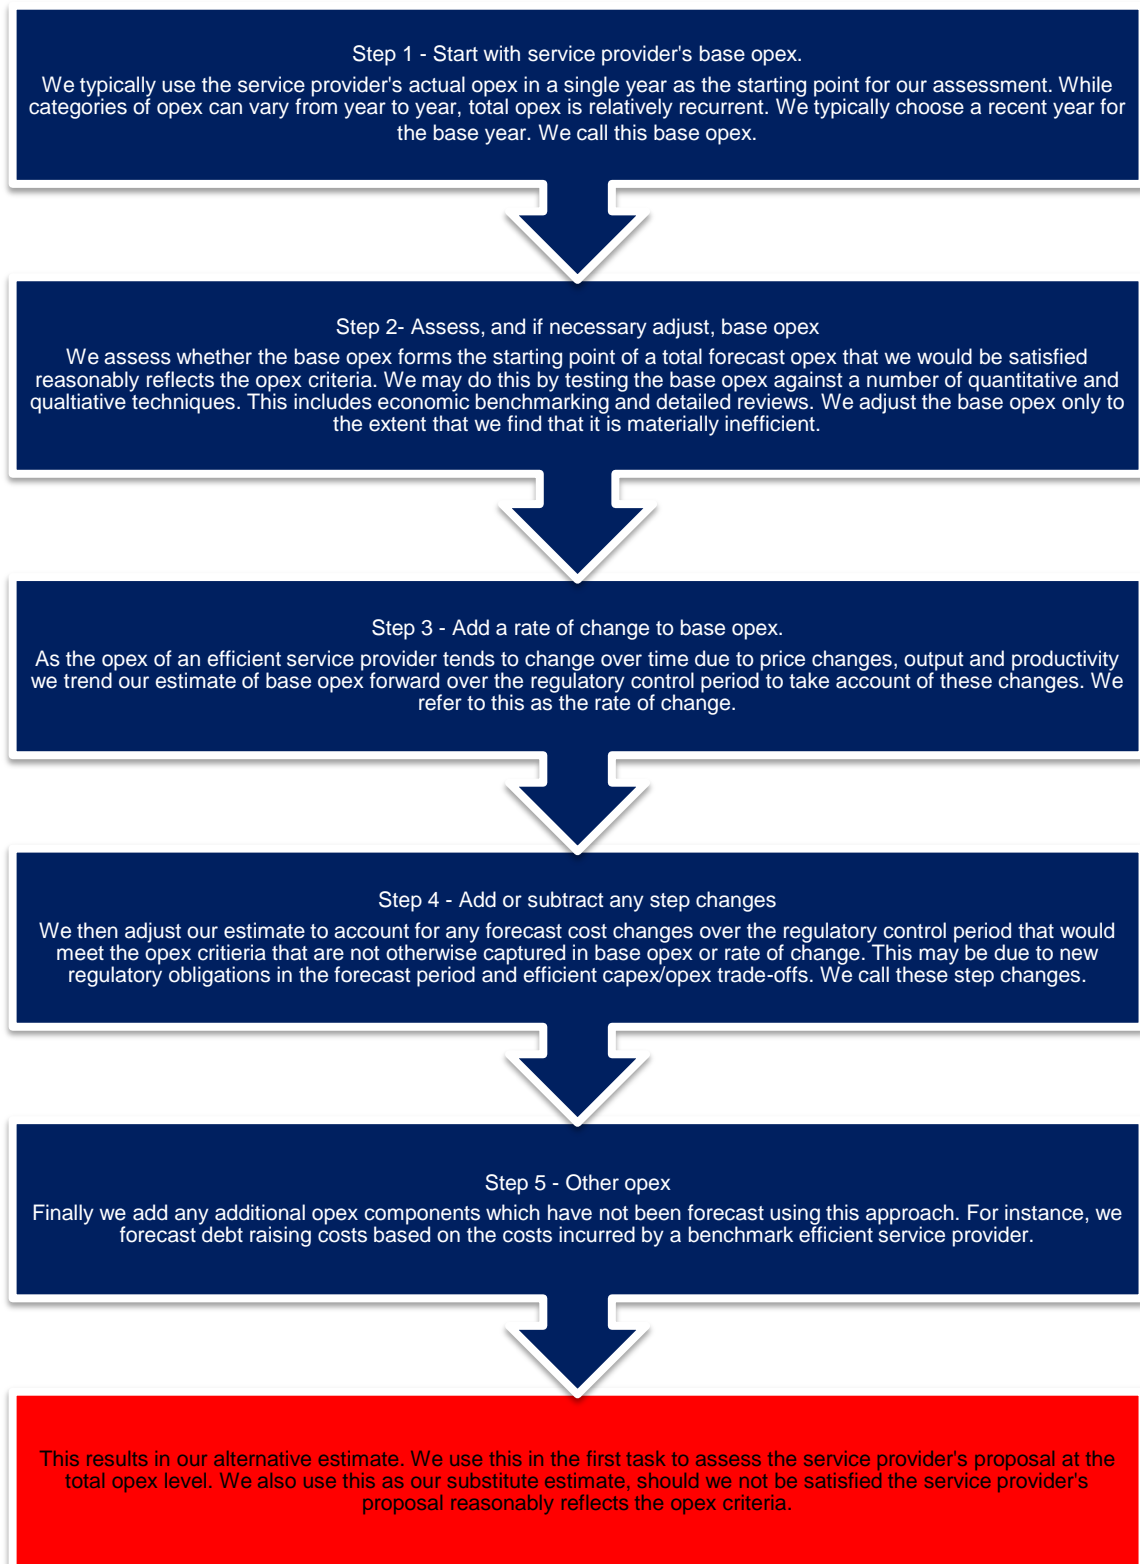 Step 1 - Start with service provider's base opex.
We typically use the service provider's actual opex in a single year as the starting point for our assessment. While
categories of opex can vary from year to year, total opex is relatively recurrent. We typically choose a recent year for
the base year. We call this base opex.
Step 2- Assess, and if necessary adjust, base opex
We assess whether the base opex forms the starting point of a total forecast opex that we would be satisfied
reasonably reflects the opex criteria. We may do this by testing the base opex against a number of quantitative and
qualtiative techniques. This includes economic benchmarking and detailed reviews. We adjust the base opex only to
the extent that we find that it is materially inefficient.
Step 3 - Add a rate of change to base opex.
As the opex of an efficient service provider tends to change over time due to price changes, output and productivity
we trend our estimate of base opex forward over the regulatory control period to take account of these changes. We
refer to this as the rate of change.
Step 4 - Add or subtract any step changes
We then adjust our estimate to account for any forecast cost changes over the regulatory control period that would
meet the opex critieria that are not otherwise captured in base opex or rate of change. This may be due to new
regulatory obligations in the forecast period and efficient capex/opex trade-offs. We call these step changes.
Step 5 - Other opex
Finally we add any additional opex components which have not been forecast using this approach. For instance, we
forecast debt raising costs based on the costs incurred by a benchmark efficient service provider.
This results in our alternative estimate. We use this in the first task to assess the service provider's proposal at the
total opex level. We also use this as our substitute estimate, should we not be satisfied the service provider's
proposal reasonably reflects the opex criteria.